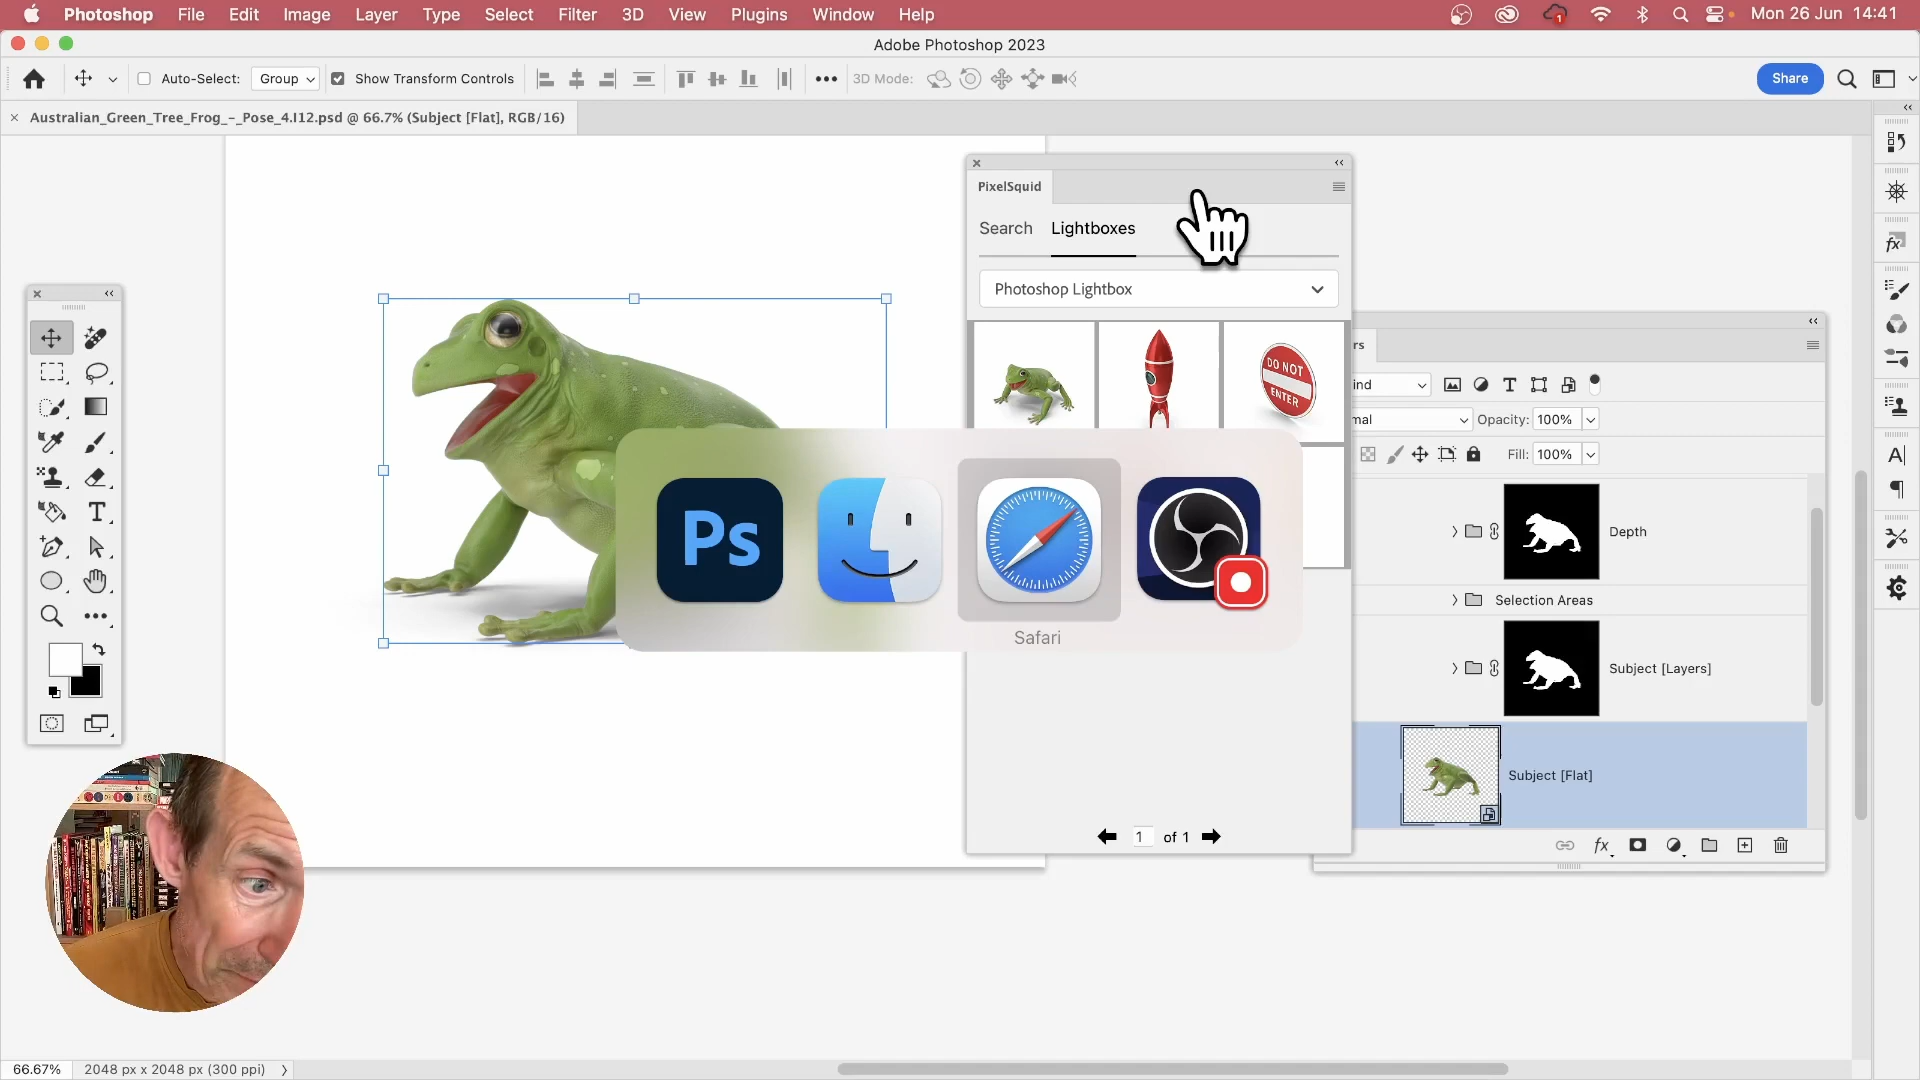 Photoshop File Edit Image Layer Type Select Filter 3D View Plugins Window Help 1 Mon 26 Jun 14:41
Adobe Photoshop 2023
Auto-Select: Group Show Transform Controls 3D Mode: Share
Australian_Green_Tree_Frog_-_Pose_4.I12.psd @ 66.7% (Subject [Flat], RGB/16)
PixelSquid
Search Lightboxes
Photoshop Lightbox
DO NOT
ENTER
rs
ind
mal Opacity: 100%
Fill: 100%
Depth
Selection Areas
Subject [Layers]
Subject [Flat]
Ps
Safari
1 of 1
66.67% 2048 px x 2048 px (300 ppi)